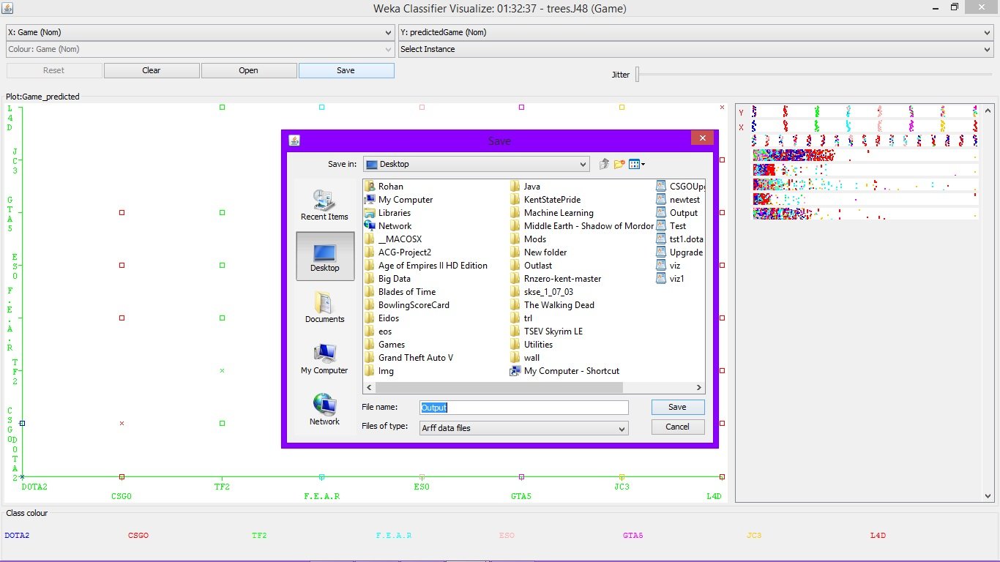 Weka Classifier Visualize: 01:32:37 - trees.J48 (Game)
X: Game (Nom)
Y: predictedGame (Nom)
Colour: Game (Nom)
Select Instance
Reset
Clear
Open
Save
Jitter
Plot:Game_predicted
L4D
JC3
GTA5
ESO
F.E.A.R
TF2
CSGO
DOTA2
DOTA2
CSGO
TF2
F.E.A.R
ESO
GTA5
JC3
L4D
Y
X
Save
Save in:
Desktop
Recent Items
Desktop
Documents
My Computer
Network
Rohan
My Computer
Libraries
Network
__MACOSX
ACG-Project2
Age of Empires II HD Edition
Big Data
Blades of Time
BowlingScoreCard
Eidos
eos
Games
Grand Theft Auto V
Img
Java
KentStatePride
Machine Learning
Middle Earth - Shadow of Mordor
Mods
New folder
Outlast
Rnzero-kent-master
skse_1_07_03
The Walking Dead
trl
TSEV Skyrim LE
Utilities
wall
My Computer - Shortcut
CSGOUpg
newtest
Output
Test
tst1.dota
Upgrade
viz
viz1
File name:
Output
Save
Files of type:
Arff data files
Cancel
Class colour
DOTA2
CSGO
TF2
F.E.A.R
ESO
GTA5
JC3
L4D